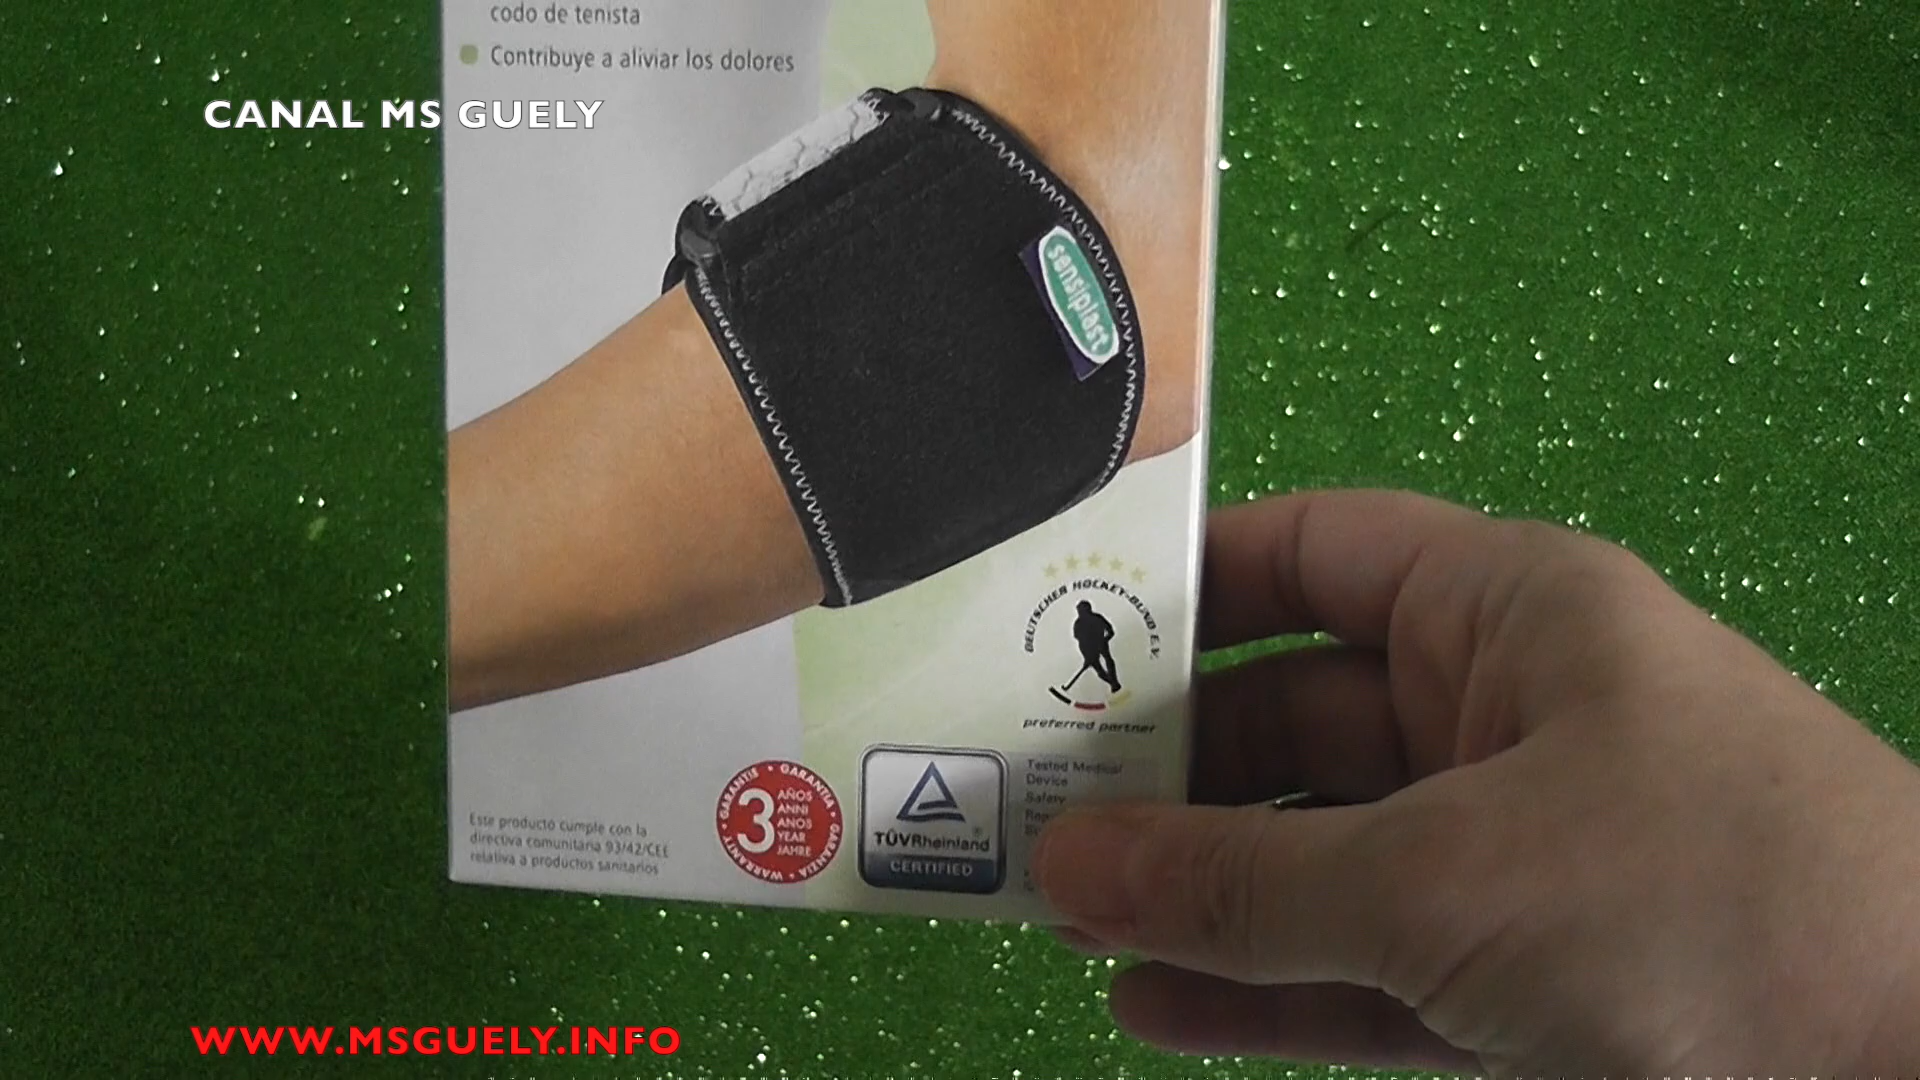 codo de tenista
Contribuye a aliviar los dolores
CANAL MS GUELY
sensiplast
DEUTSCHER HOCKEY-BUND E.V.
preferred partner
GARANTIE • GARANTIA • GARANZIA • WARRANTY •
3
AÑOS
ANNI
ANOS
YEAR
JAHRE
TÜVRheinland®
CERTIFIED
Tested Medical
Device
Safety
Este producto cumple con la
directiva comunitaria 93/42/CEE
relativa a productos sanitarios
WWW.MSGUELY.INFO